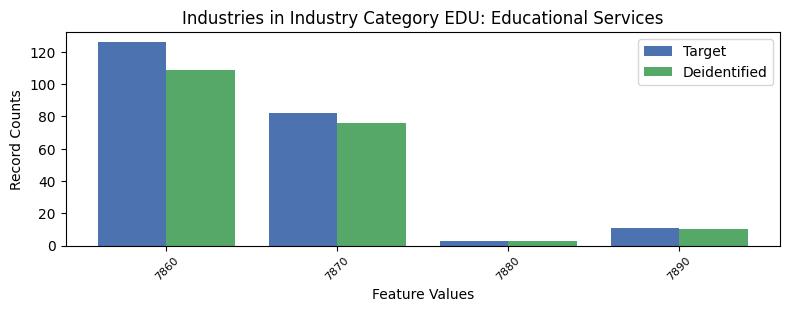 Industries in Industry Category EDU: Educational Services
Target
Deidentified
Record Counts
120
100
80
60
40
20
0
7860
7870
7880
7890
Feature Values